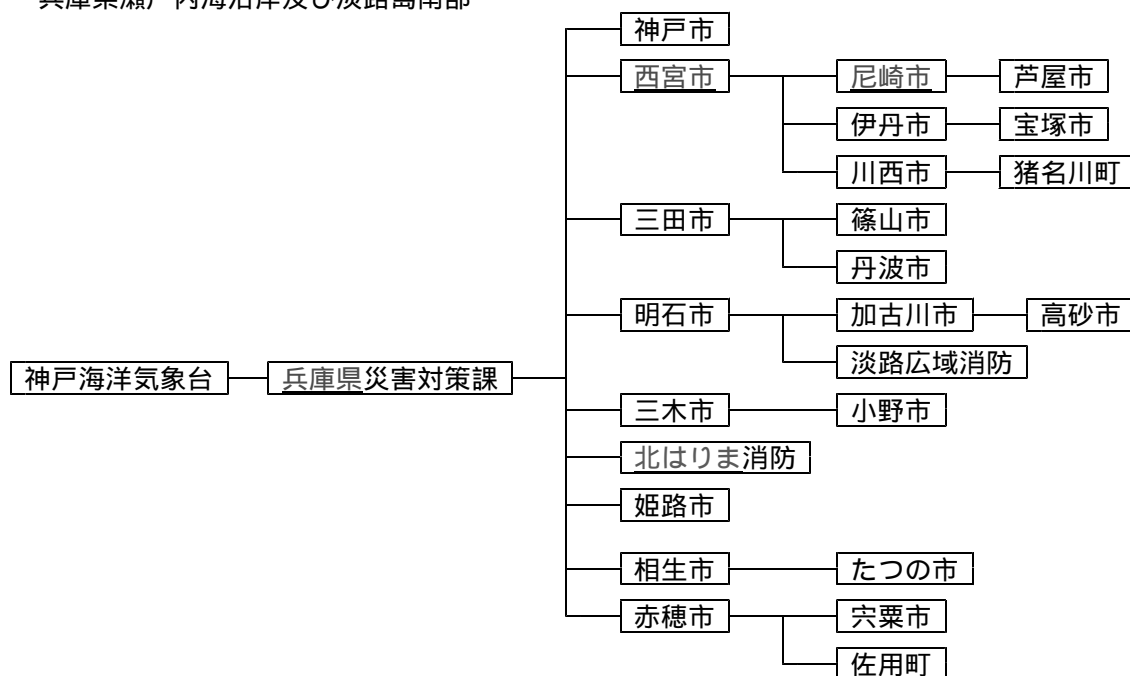 兵庫県瀬戸内海沿岸及び淡路島南部
神戸市
西宮市 尼崎市 芦屋市
伊丹市 宝塚市
川西市 猪名川町
三田市 篠山市
丹波市
明石市 加古川市 高砂市
淡路広域消防
神戸海洋気象台 兵庫県災害対策課
三木市 小野市
北はりま消防
姫路市
相生市 たつの市
赤穂市 宍粟市
佐用町